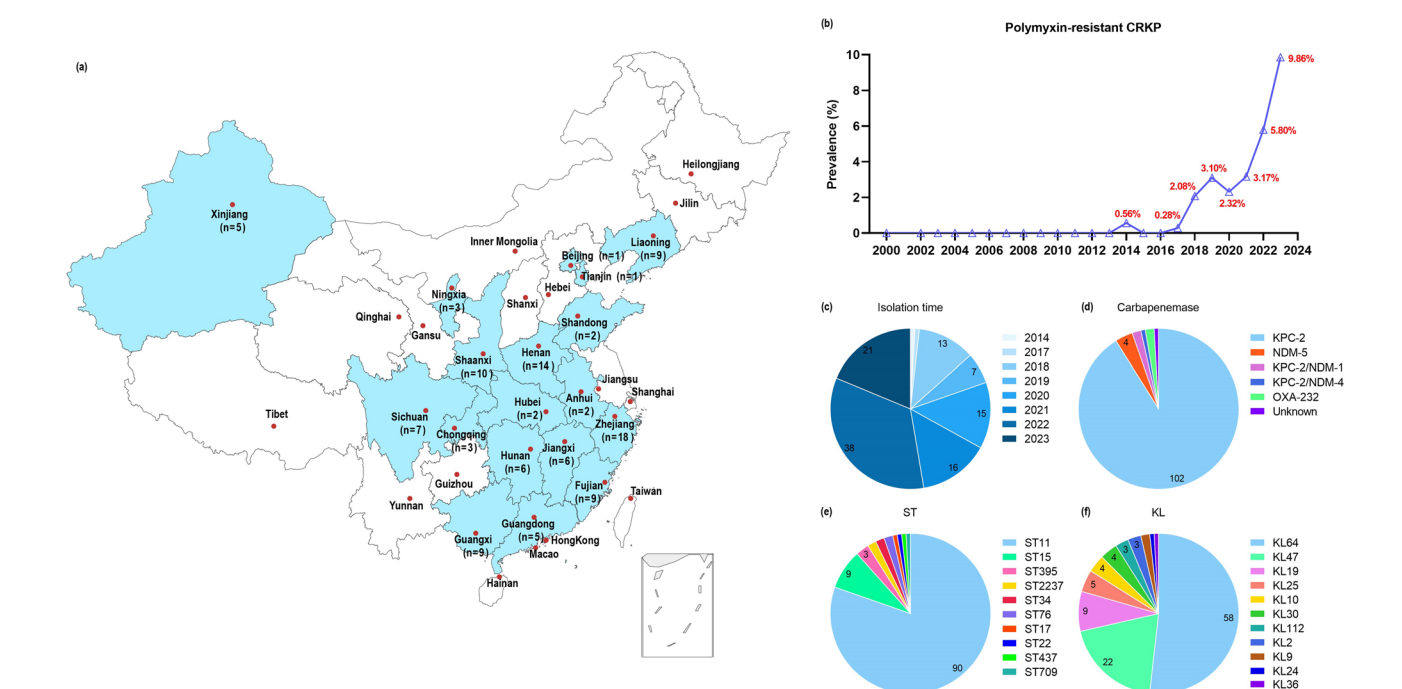 (a)
Heilongjiang
Jilin
Xinjiang
(n=5)
Inner Mongolia
Liaoning
(n=9)
Beijing (n=1)
Tianjin (n=1)
Hebei
Ningxia
(n=3)
Shanxi
Qinghai
Gansu
Shandong
(n=2)
Shaanxi
(n=10)
Henan
(n=14)
Jiangsu
Shanghai
Anhui
(n=2)
Hubei
(n=2)
Tibet
Sichuan
(n=7)
Chongqing
(n=3)
Zhejiang
(n=18)
Hunan
(n=6)
Jiangxi
(n=6)
Guizhou
Yunnan
Fujian
(n=9)
Taiwan
Guangdong
(n=5)
Guangxi
(n=9)
HongKong
Macao
Hainan
(b)
Polymyxin-resistant CRKP
Prevalence (%)
10
8
6
4
2
0
0.56%
0.28%
2.08%
3.10%
2.32%
3.17%
5.80%
9.86%
2000 2002 2004 2006 2008 2010 2012 2014 2016 2018 2020 2022 2024
(c)
Isolation time
13
7
15
16
38
21
2014
2017
2018
2019
2020
2021
2022
2023
(d)
Carbapenemase
4
102
KPC-2
NDM-5
KPC-2/NDM-1
KPC-2/NDM-4
OXA-232
Unknown
(e)
ST
3
9
90
ST11
ST15
ST395
ST2237
ST34
ST76
ST17
ST22
ST437
ST709
(f)
KL
3
3
4
4
5
9
22
58
KL64
KL47
KL19
KL25
KL10
KL30
KL112
KL2
KL9
KL24
KL36